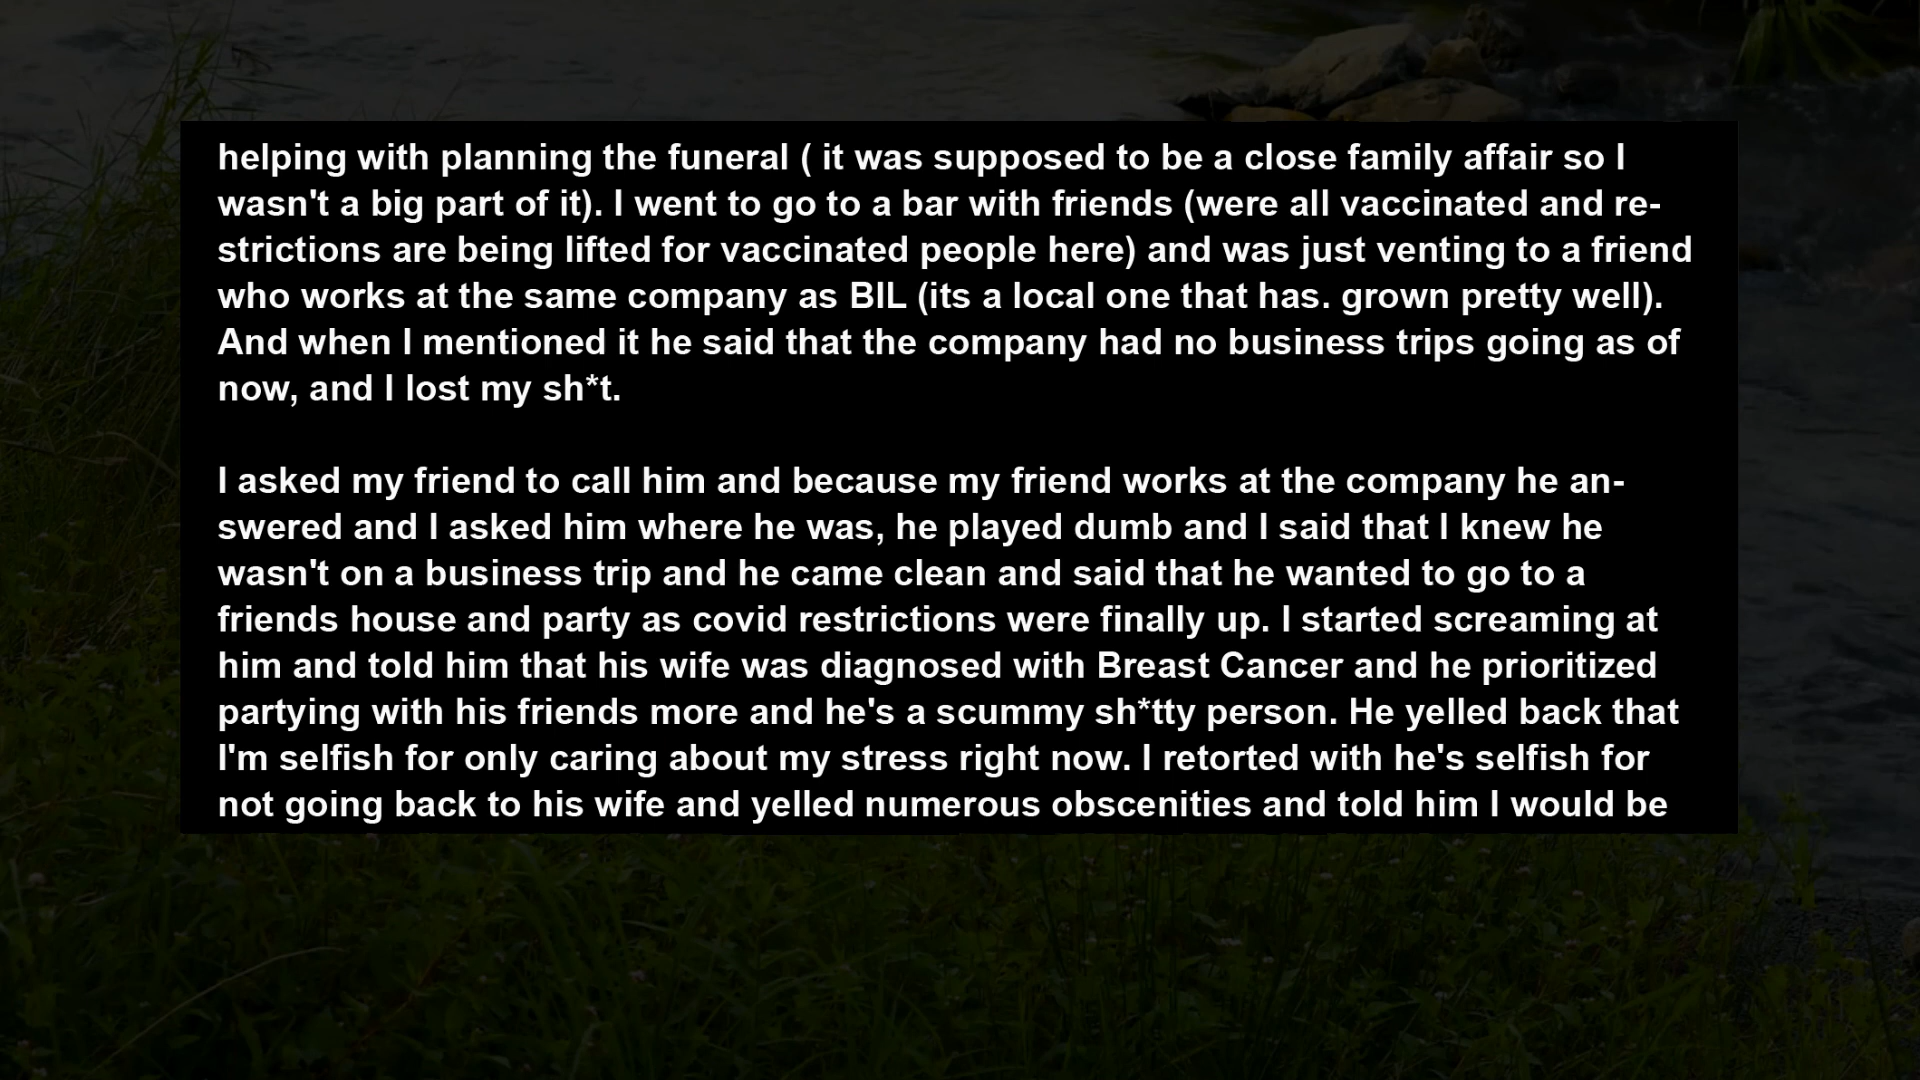 helping with planning the funeral ( it was supposed to be a close family affair so I
wasn't a big part of it). I went to go to a bar with friends (were all vaccinated and re-
strictions are being lifted for vaccinated people here) and was just venting to a friend
who works at the same company as BIL (its a local one that has. grown pretty well).
And when I mentioned it he said that the company had no business trips going as of
now, and I lost my sh*t.
I asked my friend to call him and because my friend works at the company he an-
swered and I asked him where he was, he played dumb and I said that I knew he
wasn't on a business trip and he came clean and said that he wanted to go to a
friends house and party as covid restrictions were finally up. I started screaming at
him and told him that his wife was diagnosed with Breast Cancer and he prioritized
partying with his friends more and he's a scummy sh*tty person. He yelled back that
I'm selfish for only caring about my stress right now. I retorted with he's selfish for
not going back to his wife and yelled numerous obscenities and told him I would be